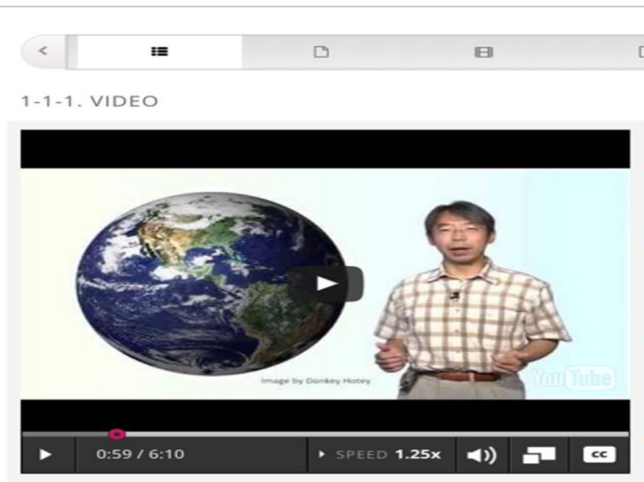 1-1-1. VIDEO
Image by Donkey Hotey
YouTube
0:59 / 6:10
SPEED 1.25x
CC